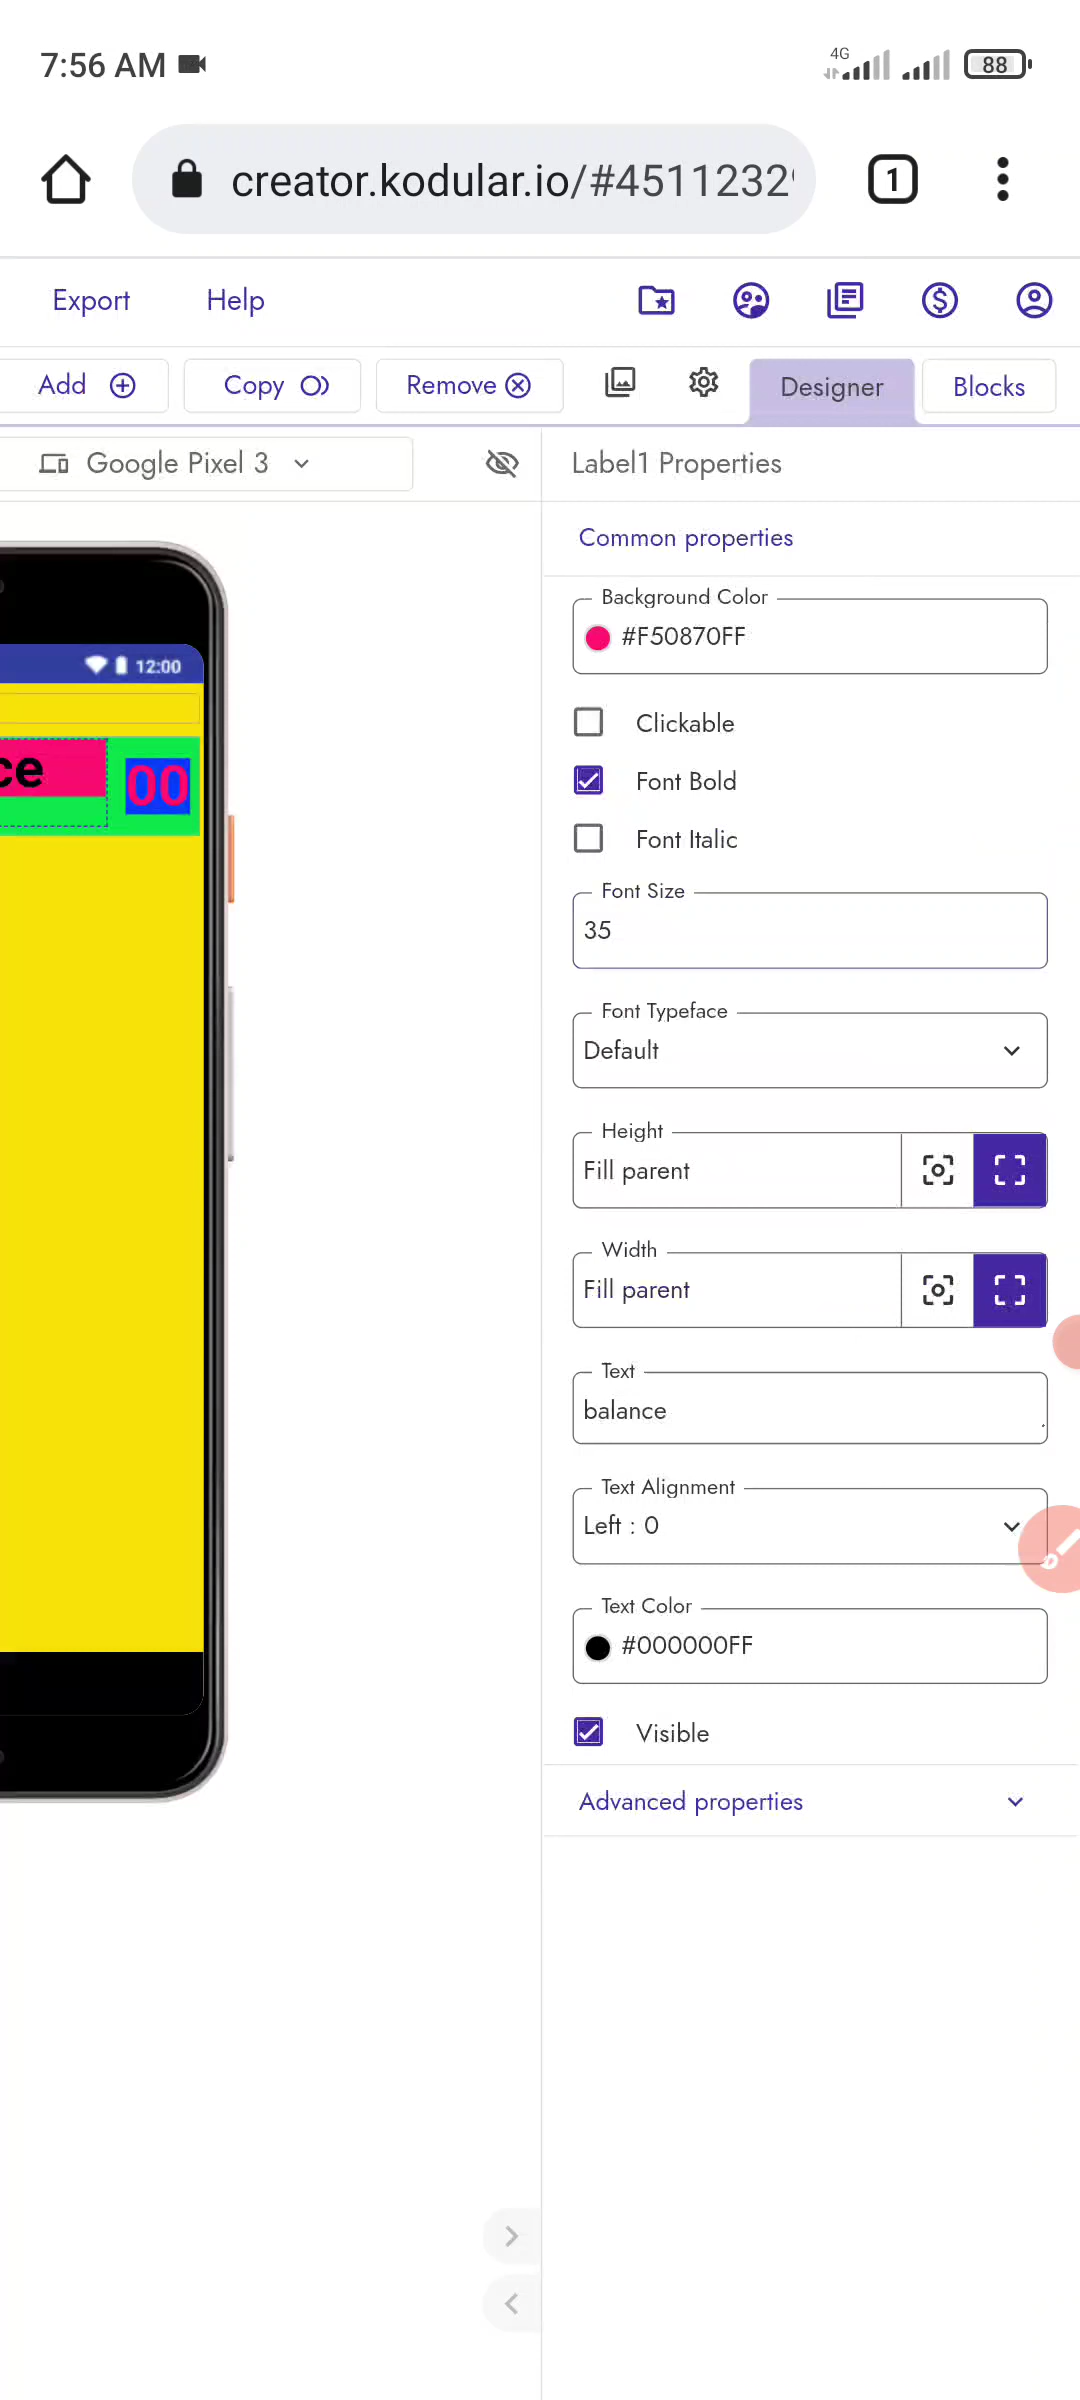 7:56 AM
4G
88
creator.kodular.io/#4511232
1
Export Help
Add Copy Remove Designer Blocks
Google Pixel 3
Label1 Properties
Common properties
12:00
ce
00
Background Color
#F50870FF
Clickable
Font Bold
Font Italic
Font Size
35
Font Typeface
Default
Height
Fill parent
Width
Fill parent
Text
balance
Text Alignment
Left : 0
Text Color
#000000FF
Visible
Advanced properties